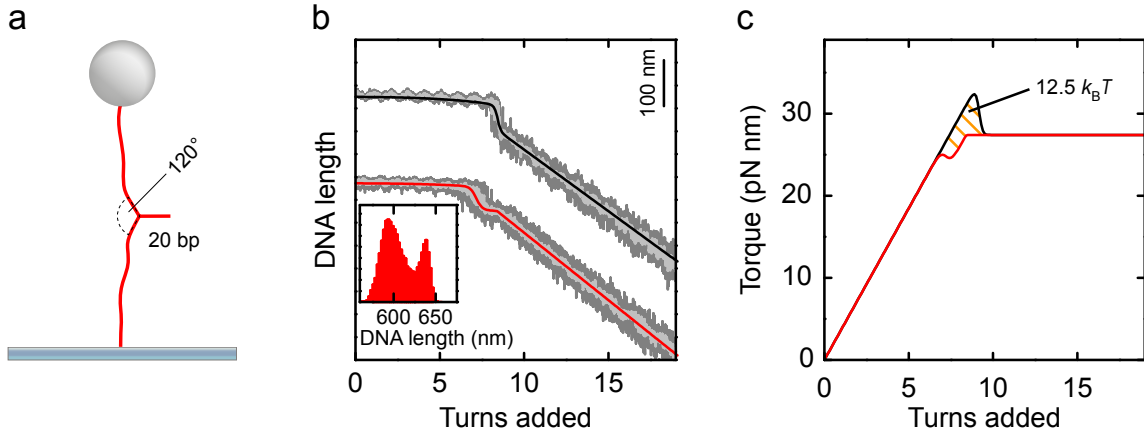 a
120°
20 bp
b
DNA length
100 nm
600 650
DNA length (nm)
0 5 10 15
Turns added
c
Torque (pN nm)
30
20
10
0
12.5 kBT
0 5 10 15
Turns added